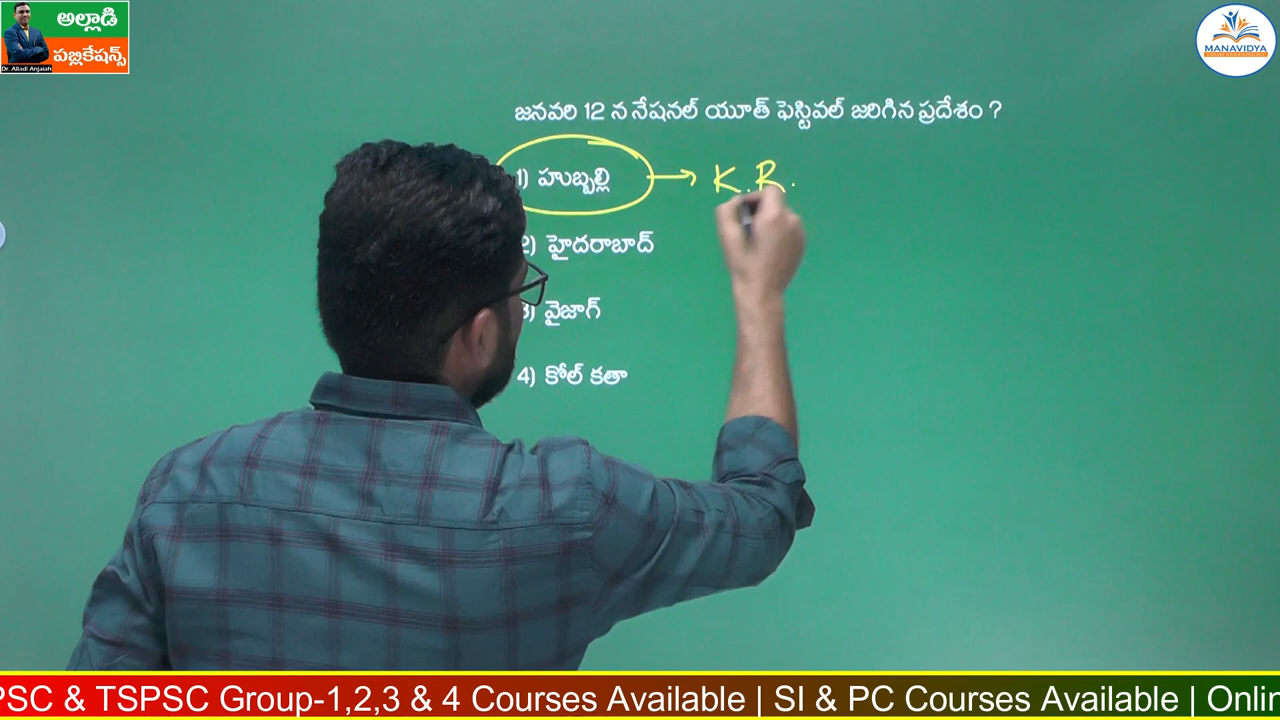 అల్లాడి
పబ్లికేషన్స్
Dr. Alladi Anjaiah
MANAVIDYA
జనవరి 12 న నేషనల్ యూత్ ఫెస్టివల్ జరిగిన ప్రదేశం ?
1) హుబ్బల్లి → K.R.
2) హైదరాబాద్
3) వైజాగ్
4) కోల్ కతా
PSC & TSPSC Group-1,2,3 & 4 Courses Available | SI & PC Courses Available | Onlin